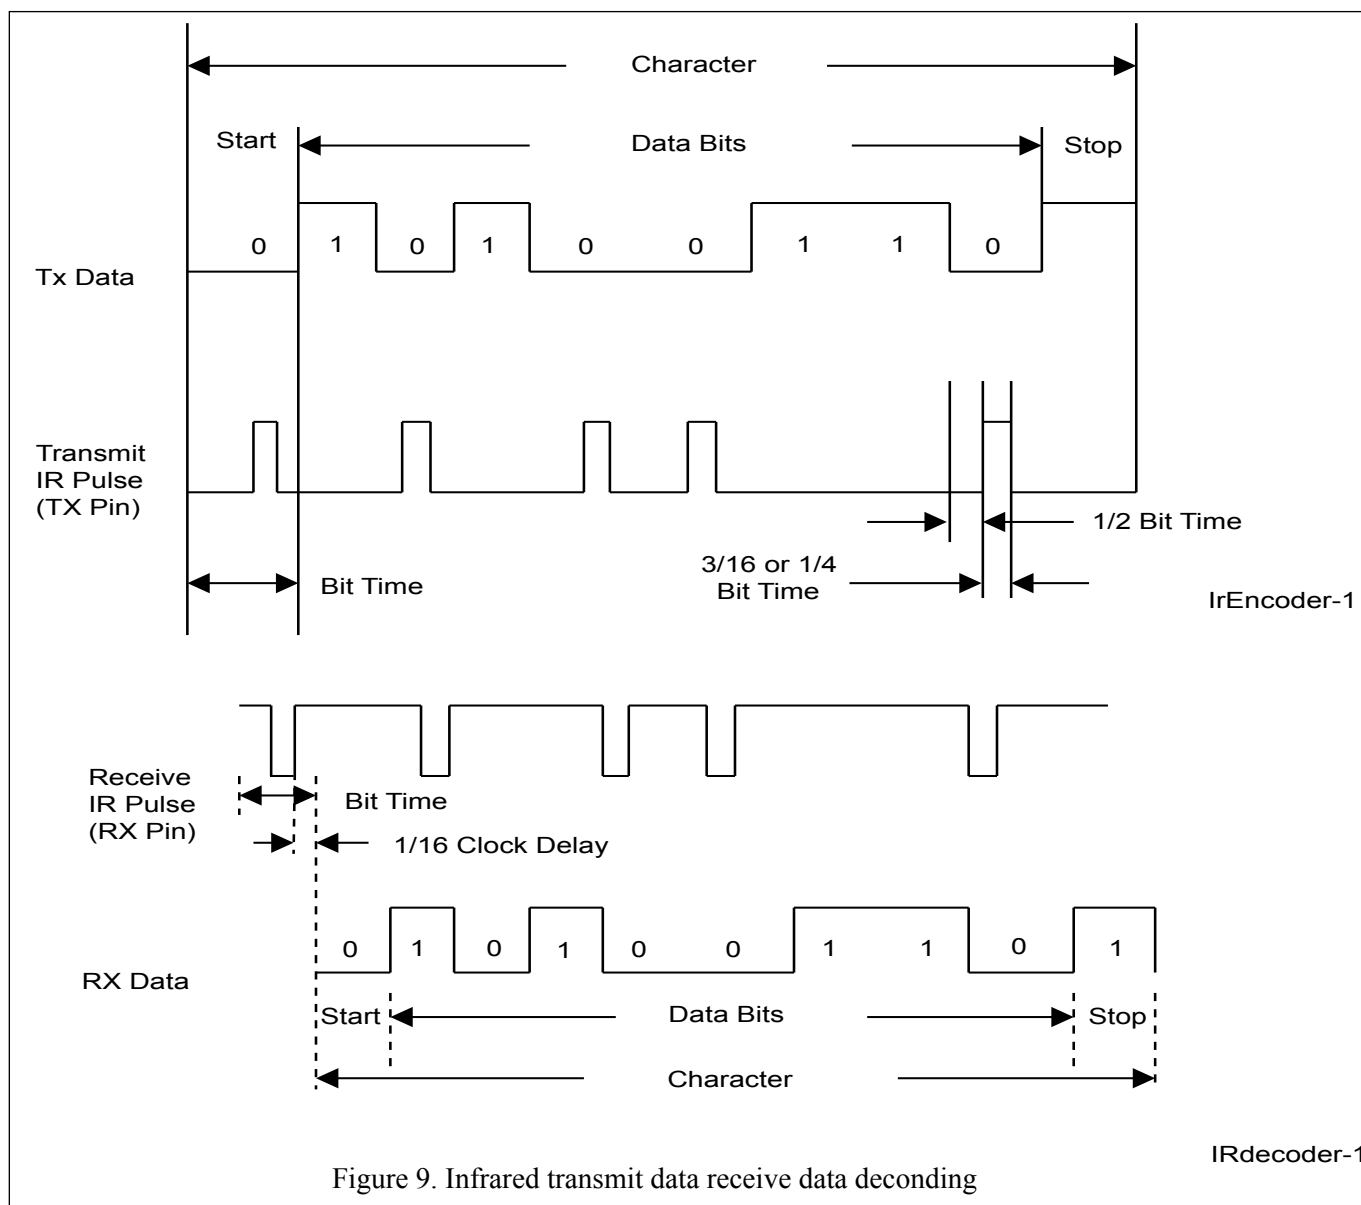 Character
Start
Data Bits
Stop
0 1 0 1 0 0 1 1 0
Tx Data
Transmit
IR Pulse
(TX Pin)
1/2 Bit Time
3/16 or 1/4
Bit Time
Bit Time
IrEncoder-1
Receive
IR Pulse
(RX Pin)
Bit Time
1/16 Clock Delay
0 1 0 1 0 0 1 1 0 1
RX Data
Start
Data Bits
Stop
Character
IRdecoder-1
Figure 9. Infrared transmit data receive data deconding